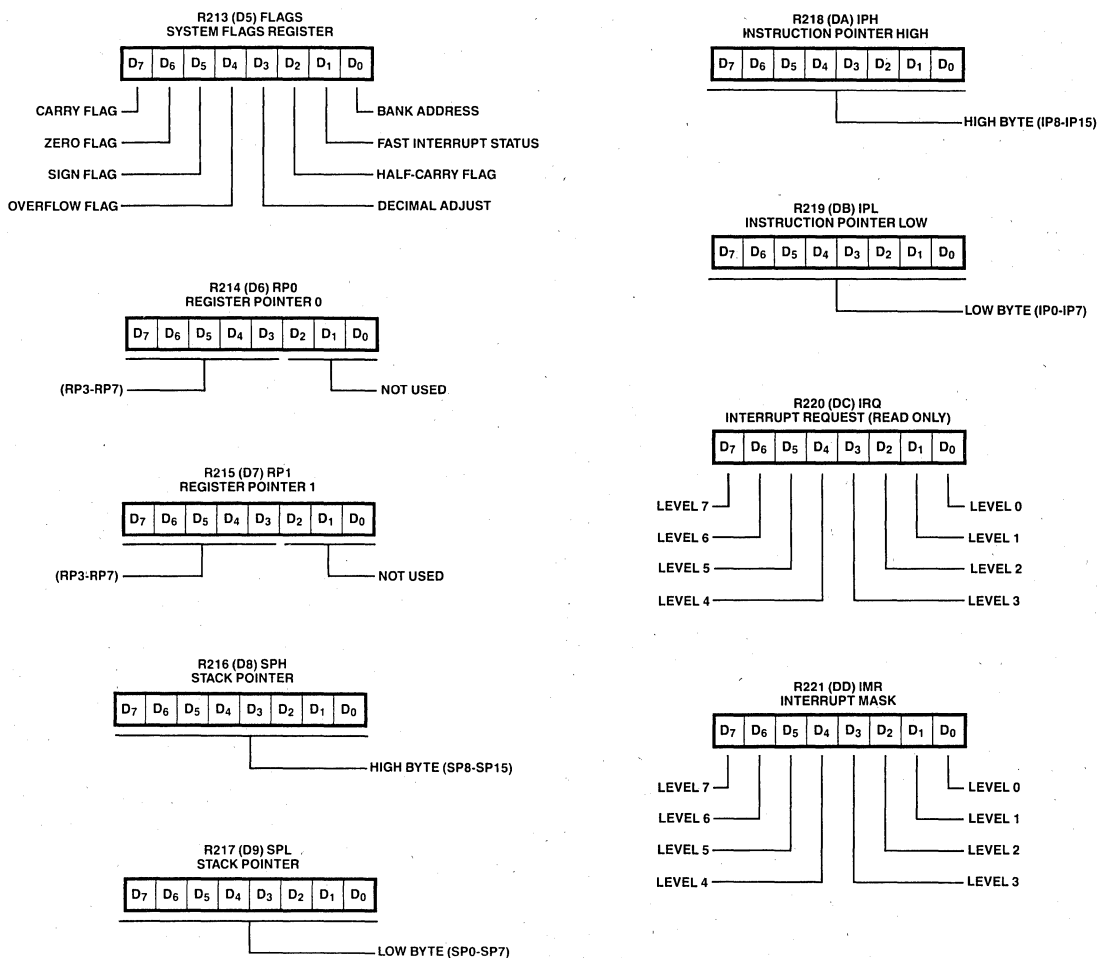 R213 (D5) FLAGS
SYSTEM FLAGS REGISTER
D7 D6 D5 D4 D3 D2 D1 D0
CARRY FLAG
ZERO FLAG
SIGN FLAG
OVERFLOW FLAG
BANK ADDRESS
FAST INTERRUPT STATUS
HALF-CARRY FLAG
DECIMAL ADJUST
R214 (D6) RP0
REGISTER POINTER 0
D7 D6 D5 D4 D3 D2 D1 D0
(RP3-RP7)
NOT USED
R215 (D7) RP1
REGISTER POINTER 1
D7 D6 D5 D4 D3 D2 D1 D0
(RP3-RP7)
NOT USED
R216 (D8) SPH
STACK POINTER
D7 D6 D5 D4 D3 D2 D1 D0
HIGH BYTE (SP8-SP15)
R217 (D9) SPL
STACK POINTER
D7 D6 D5 D4 D3 D2 D1 D0
LOW BYTE (SP0-SP7)
R218 (DA) IPH
INSTRUCTION POINTER HIGH
D7 D6 D5 D4 D3 D2 D1 D0
HIGH BYTE (IP8-IP15)
R219 (DB) IPL
INSTRUCTION POINTER LOW
D7 D6 D5 D4 D3 D2 D1 D0
LOW BYTE (IP0-IP7)
R220 (DC) IRQ
INTERRUPT REQUEST (READ ONLY)
D7 D6 D5 D4 D3 D2 D1 D0
LEVEL 7
LEVEL 6
LEVEL 5
LEVEL 4
LEVEL 0
LEVEL 1
LEVEL 2
LEVEL 3
R221 (DD) IMR
INTERRUPT MASK
D7 D6 D5 D4 D3 D2 D1 D0
LEVEL 7
LEVEL 6
LEVEL 5
LEVEL 4
LEVEL 0
LEVEL 1
LEVEL 2
LEVEL 3